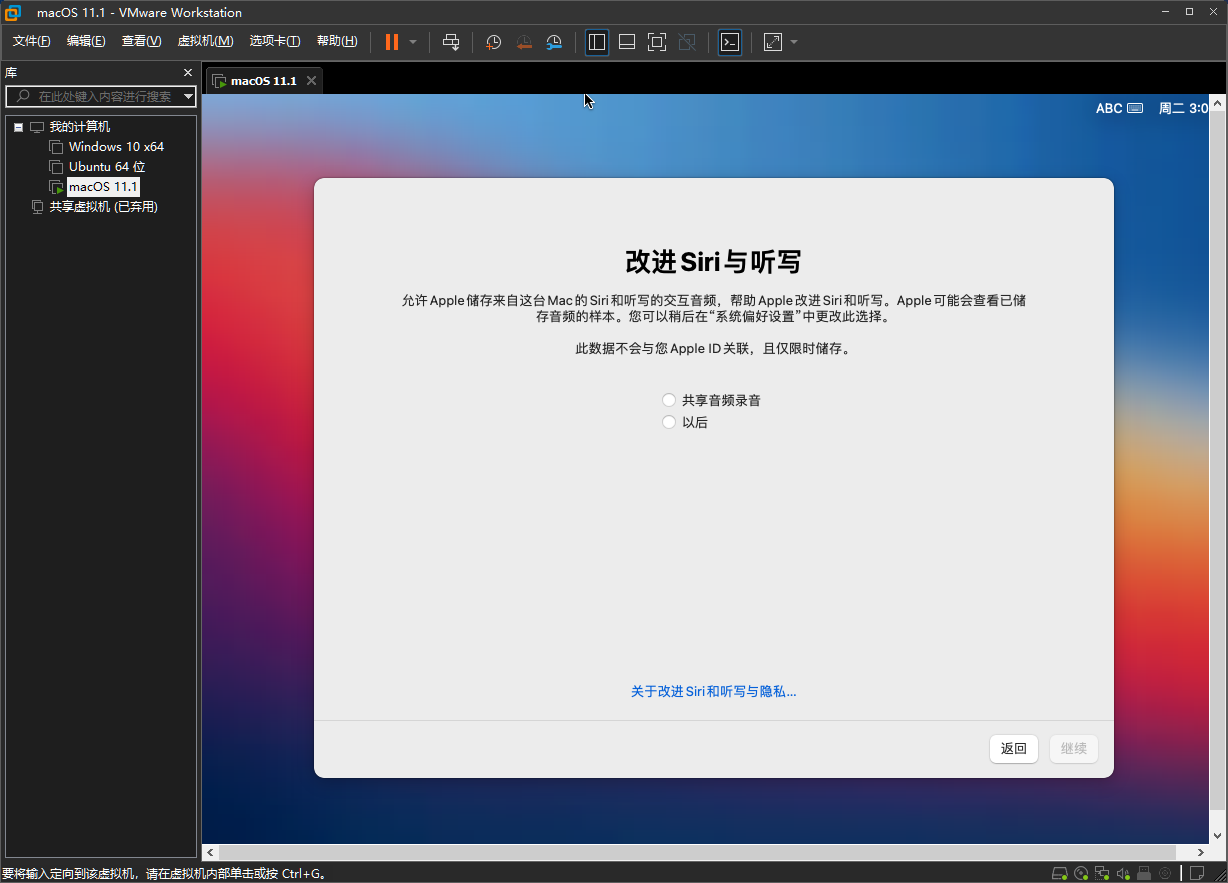 macOS 11.1 - VMware Workstation
文件(F) 编辑(E) 查看(V) 虚拟机(M) 选项卡(T) 帮助(H)
库
在此处键入内容进行搜索
我的计算机
Windows 10 x64
Ubuntu 64 位
macOS 11.1
共享虚拟机 (已弃用)
macOS 11.1
ABC 周二 3:0
改进 Siri 与听写
允许 Apple 储存来自这台 Mac 的 Siri 和听写的交互音频，帮助 Apple 改进 Siri 和听写。Apple 可能会查看已储
存音频的样本。您可以稍后在“系统偏好设置”中更改此选择。
此数据不会与您 Apple ID 关联，且仅限时储存。
共享音频录音
以后
关于改进 Siri 和听写与隐私...
返回 继续
要将输入定向到该虚拟机，请在虚拟机内部单击或按 Ctrl+G。